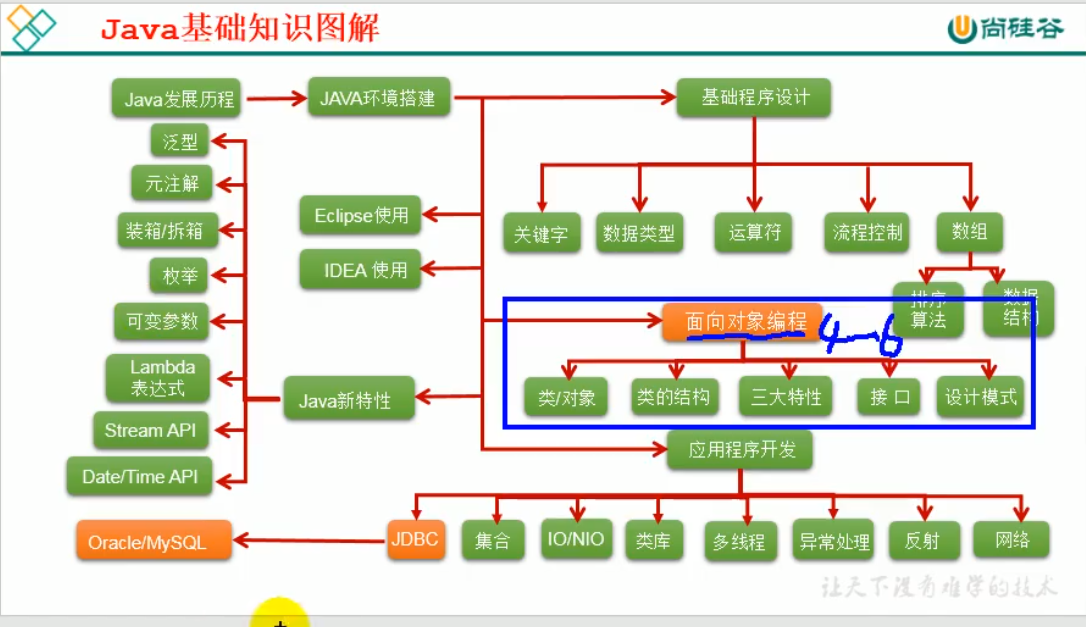 Java基础知识图解
尚硅谷
Java发展历程
JAVA环境搭建
基础程序设计
泛型
元注解
装箱/拆箱
枚举
可变参数
Lambda
表达式
Stream API
Date/Time API
Java新特性
Eclipse使用
IDEA 使用
关键字
数据类型
运算符
流程控制
数组
排序
算法
数据
结构
面向对象编程
4-6
类/对象
类的结构
三大特性
接 口
设计模式
应用程序开发
Oracle/MySQL
JDBC
集合
IO/NIO
类库
多线程
异常处理
反射
网络
让天下没有难学的技术